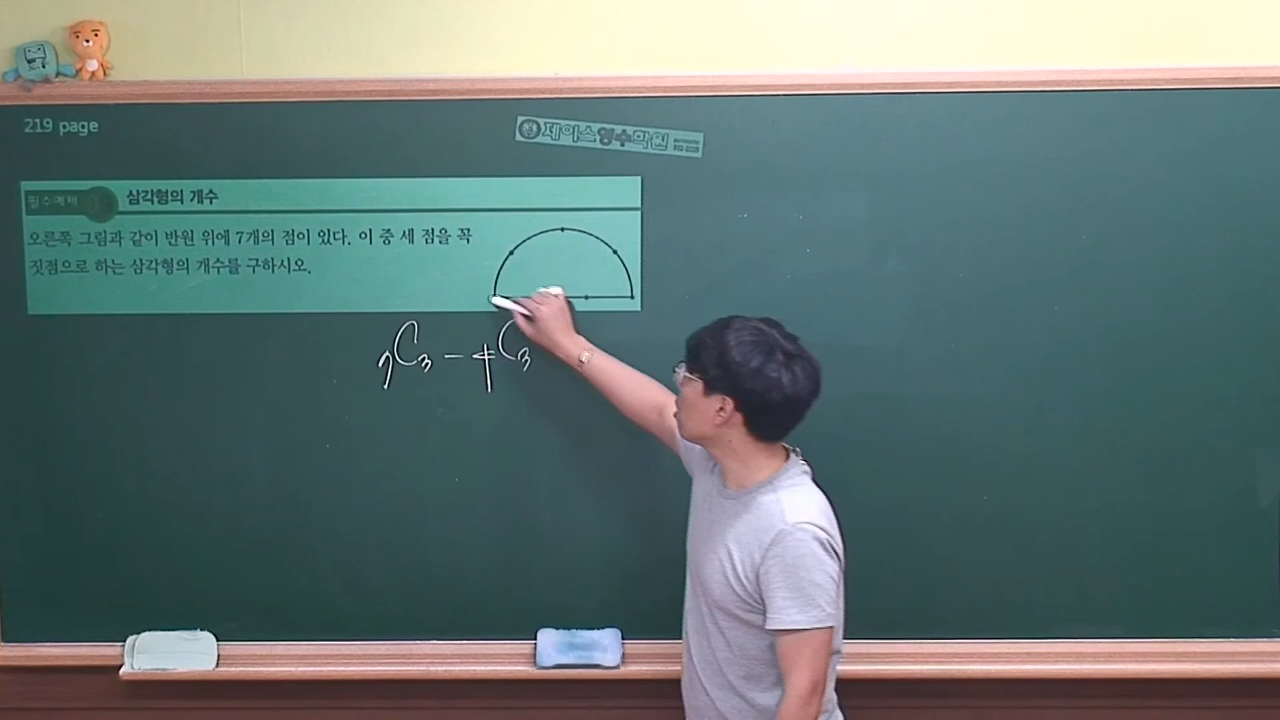 219 page
제이스영수학원
필수예제
삼각형의 개수
오른쪽 그림과 같이 반원 위에 7개의 점이 있다. 이 중 세 점을 꼭
짓점으로 하는 삼각형의 개수를 구하시오.
₇C₃ - ₄C₃